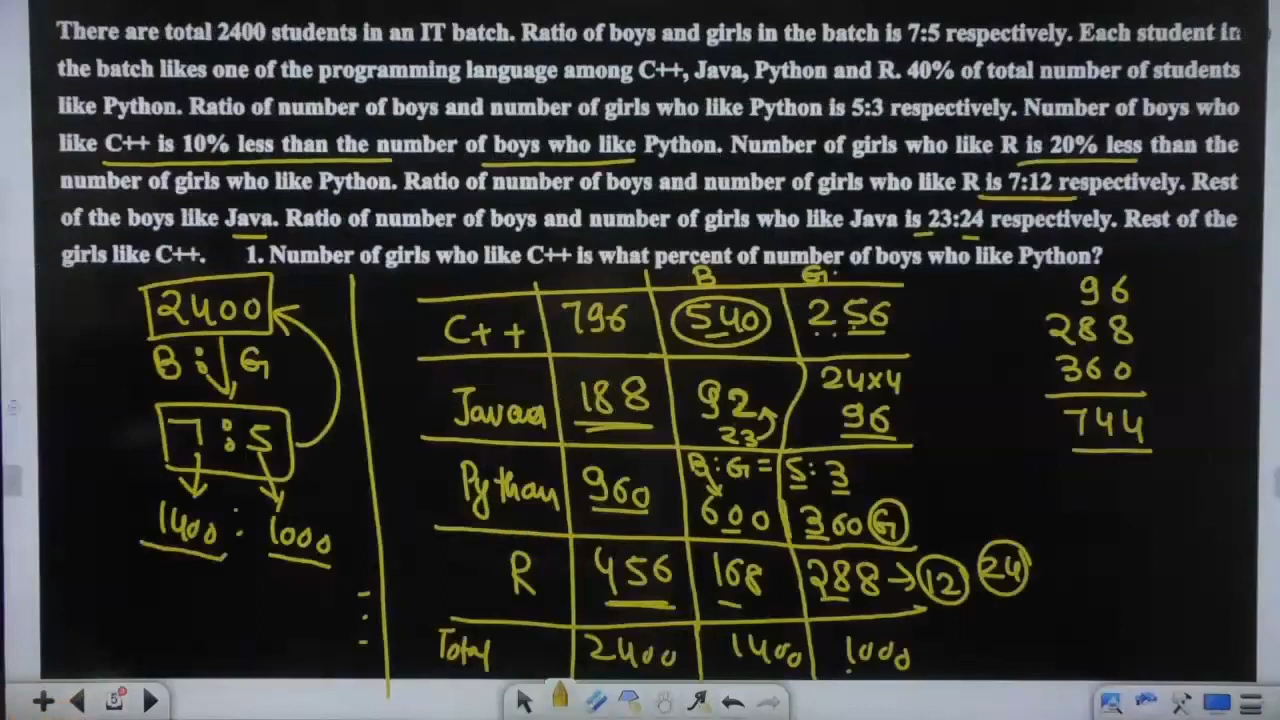 There are total 2400 students in an IT batch. Ratio of boys and girls in the batch is 7:5 respectively. Each student in
the batch likes one of the programming language among C++, Java, Python and R. 40% of total number of students
like Python. Ratio of number of boys and number of girls who like Python is 5:3 respectively. Number of boys who
like C++ is 10% less than the number of boys who like Python. Number of girls who like R is 20% less than the
number of girls who like Python. Ratio of number of boys and number of girls who like R is 7:12 respectively. Rest
of the boys like Java. Ratio of number of boys and number of girls who like Java is 23:24 respectively. Rest of the
girls like C++. 1. Number of girls who like C++ is what percent of number of boys who like Python?
2400
B : G
7 : 5
1400 : 1000
B G
C++ 796 540 256
24x4
Javaa 188 92 96
23
B : G = 5 : 3
Python 960 600 360 G
R 456 168 288 → 12 24
Total 2400 1400 1000
96
288
360
744
5